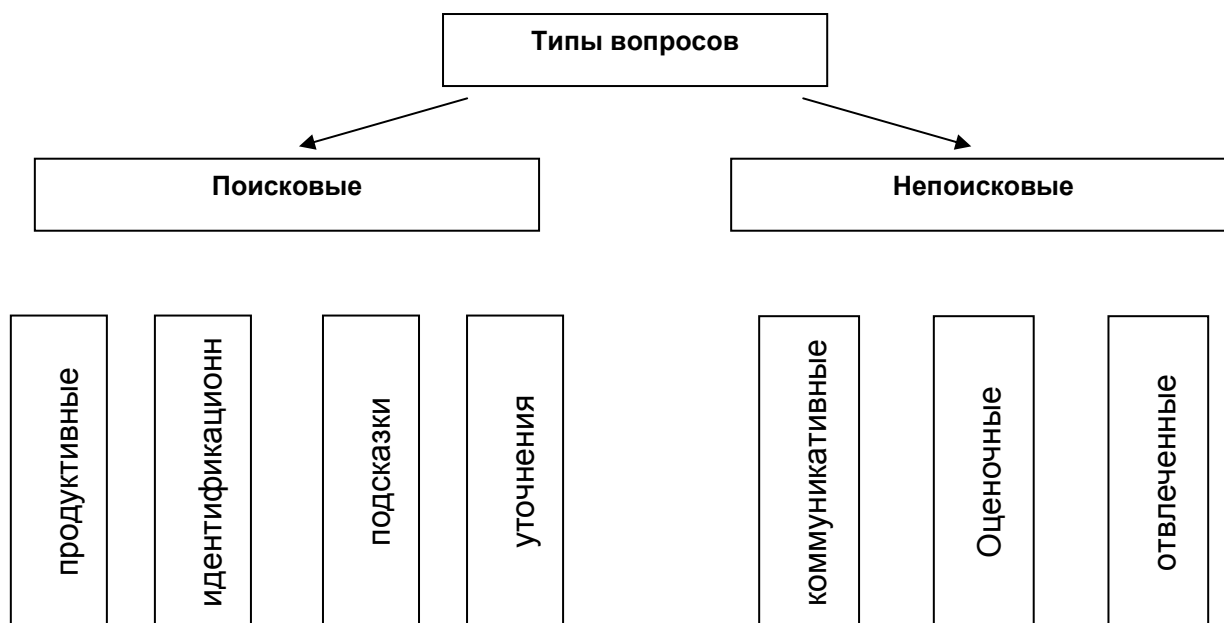 Типы вопросов
Поисковые
Непоисковые
продуктивные
идентификационн
подсказки
уточнения
коммуникативные
Оценочные
отвлеченные